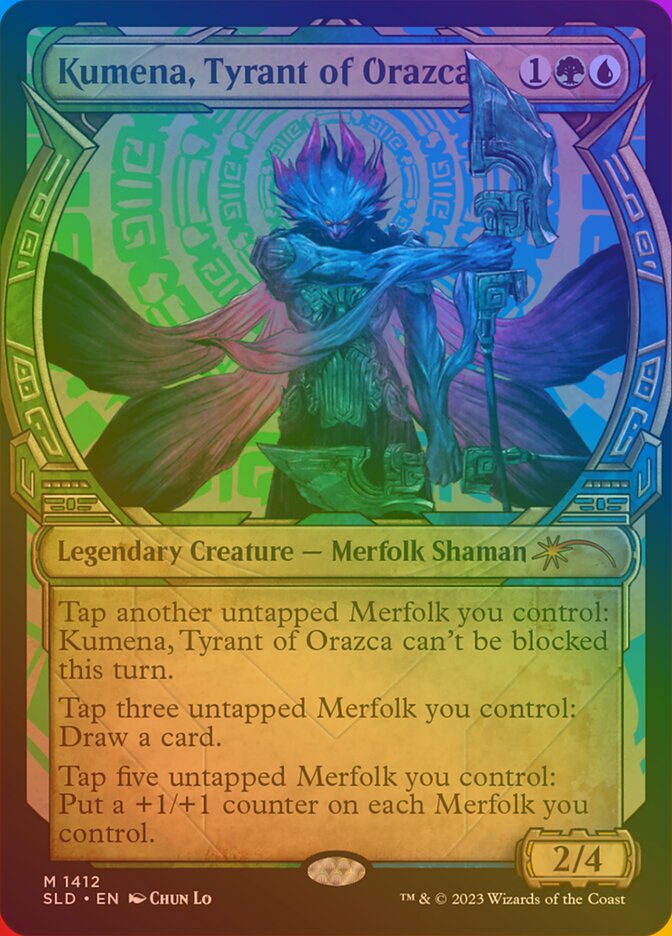 Kumena, Tyrant of Orazca 1
Legendary Creature — Merfolk Shaman
Tap another untapped Merfolk you control:
Kumena, Tyrant of Orazca can't be blocked
this turn.
Tap three untapped Merfolk you control:
Draw a card.
Tap five untapped Merfolk you control:
Put a +1/+1 counter on each Merfolk you
control.
2/4
M 1412
SLD • EN Chun Lo
™ & © 2023 Wizards of the Coast